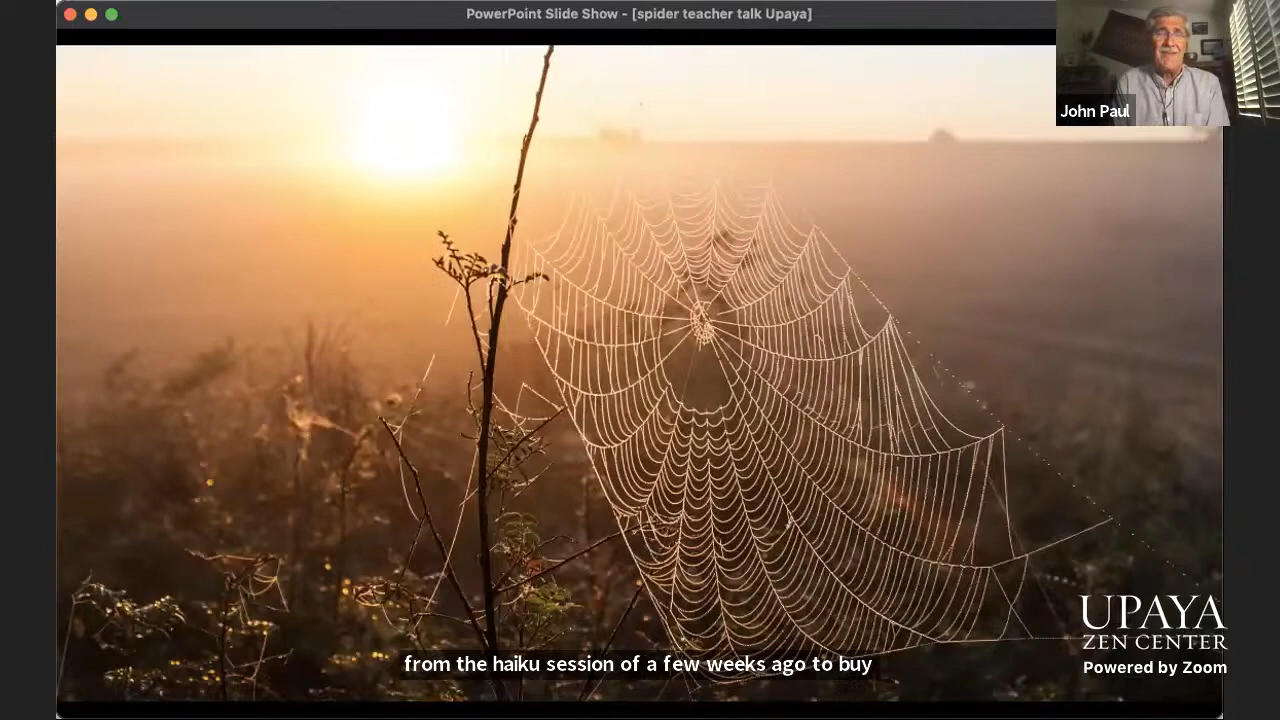 PowerPoint Slide Show - [spider teacher talk Upaya]
John Paul
UPAYA
ZEN CENTER
Powered by Zoom
from the haiku session of a few weeks ago to buy